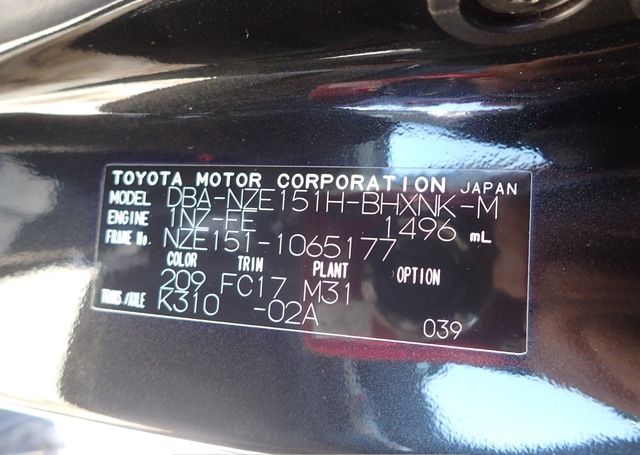 TOYOTA MOTOR CORPORATION JAPAN
MODEL DBA-NZE151H-BHXNK-M
ENGINE 1NZ-FE 1496 mL
FRAME No. NZE151-1065177
COLOR TRIM PLANT OPTION
209 FC17 M31
TRANS./AXLE K310 -02A
039